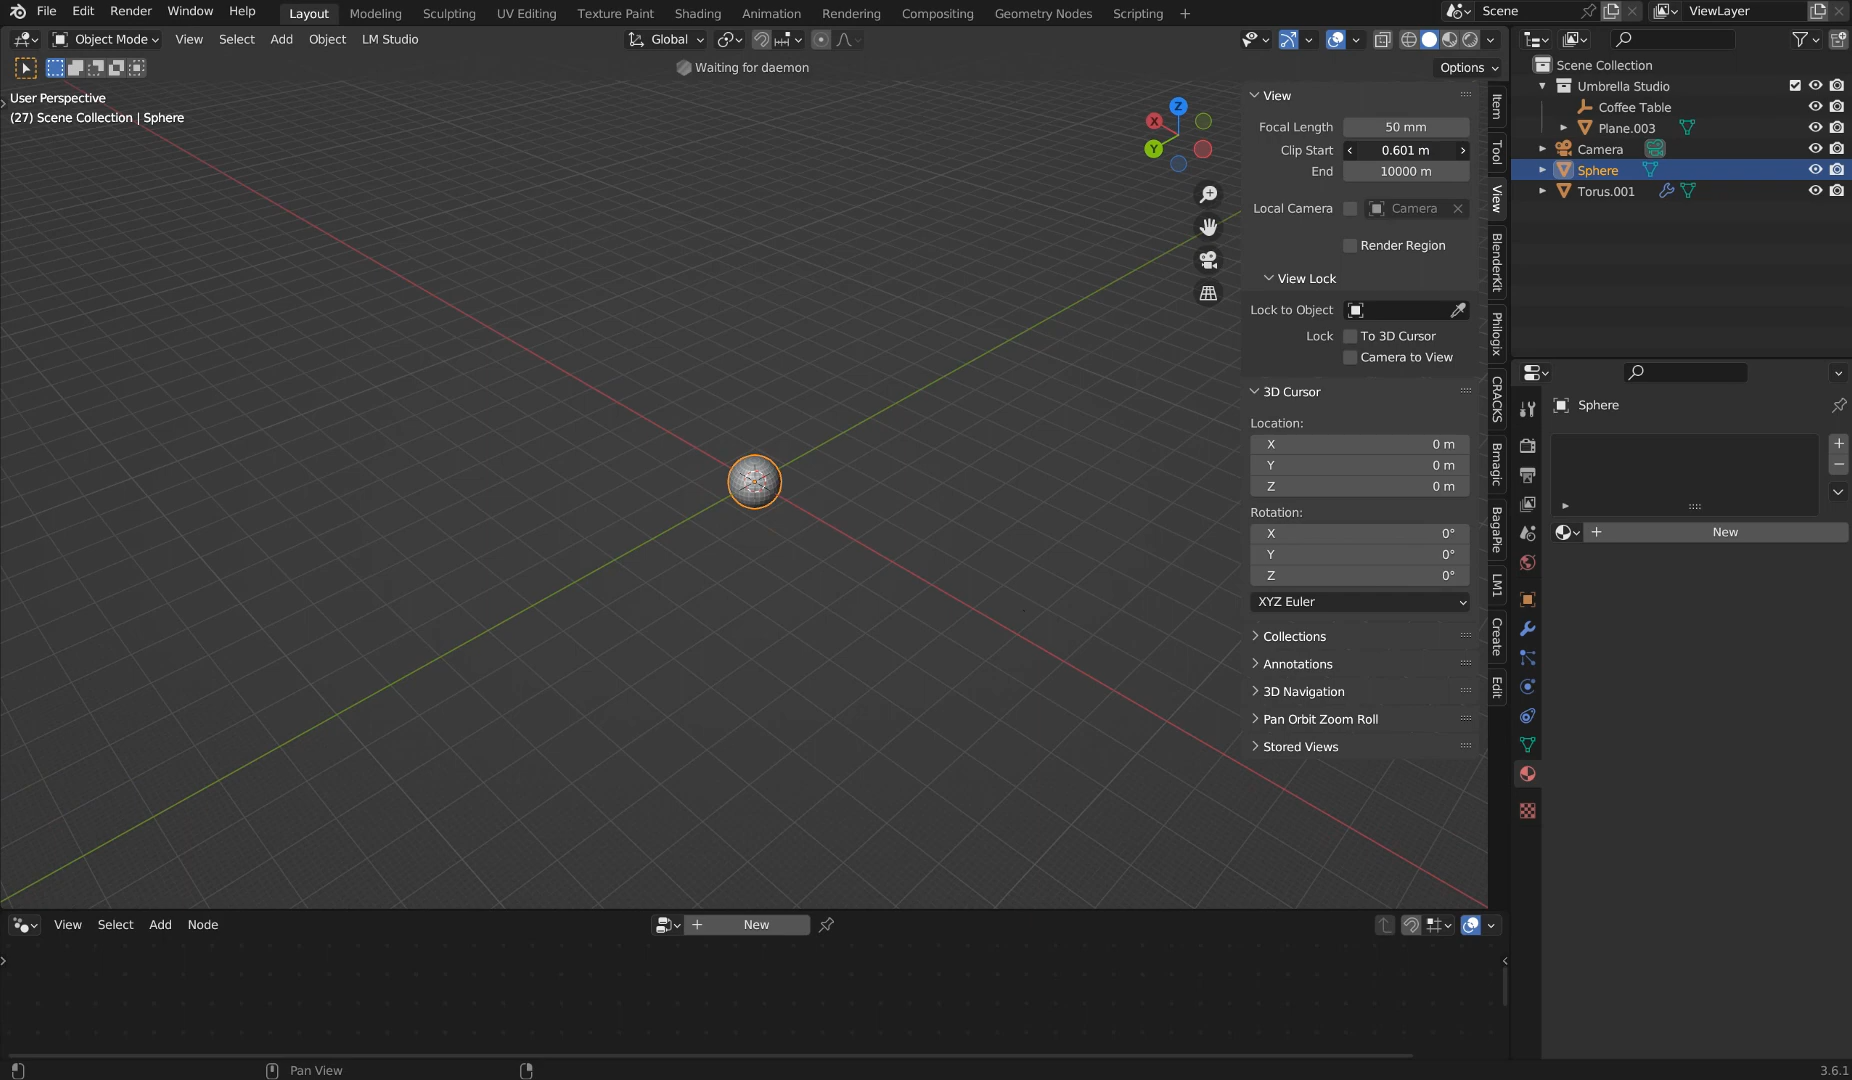 File Edit Render Window Help
Layout Modeling Sculpting UV Editing Texture Paint Shading Animation Rendering Compositing Geometry Nodes Scripting +
Scene
ViewLayer
Object Mode View Select Add Object LM Studio
Global
Waiting for daemon
Options
User Perspective
(27) Scene Collection | Sphere
Z
X
Y
View
Focal Length 50 mm
Clip Start 0.601 m
End 10000 m
Local Camera Camera
Render Region
View Lock
Lock to Object
Lock To 3D Cursor
Camera to View
3D Cursor
Location:
X 0 m
Y 0 m
Z 0 m
Rotation:
X 0°
Y 0°
Z 0°
XYZ Euler
Collections
Annotations
3D Navigation
Pan Orbit Zoom Roll
Stored Views
Item
Tool
View
BlenderKit
Philogix
CRACKS
Bmagic
BagaPie
LM1
Create
Edit
Scene Collection
Umbrella Studio
Coffee Table
Plane.003
Camera
Sphere
Torus.001
Sphere
+ New
View Select Add Node
+ New
Pan View
3.6.1